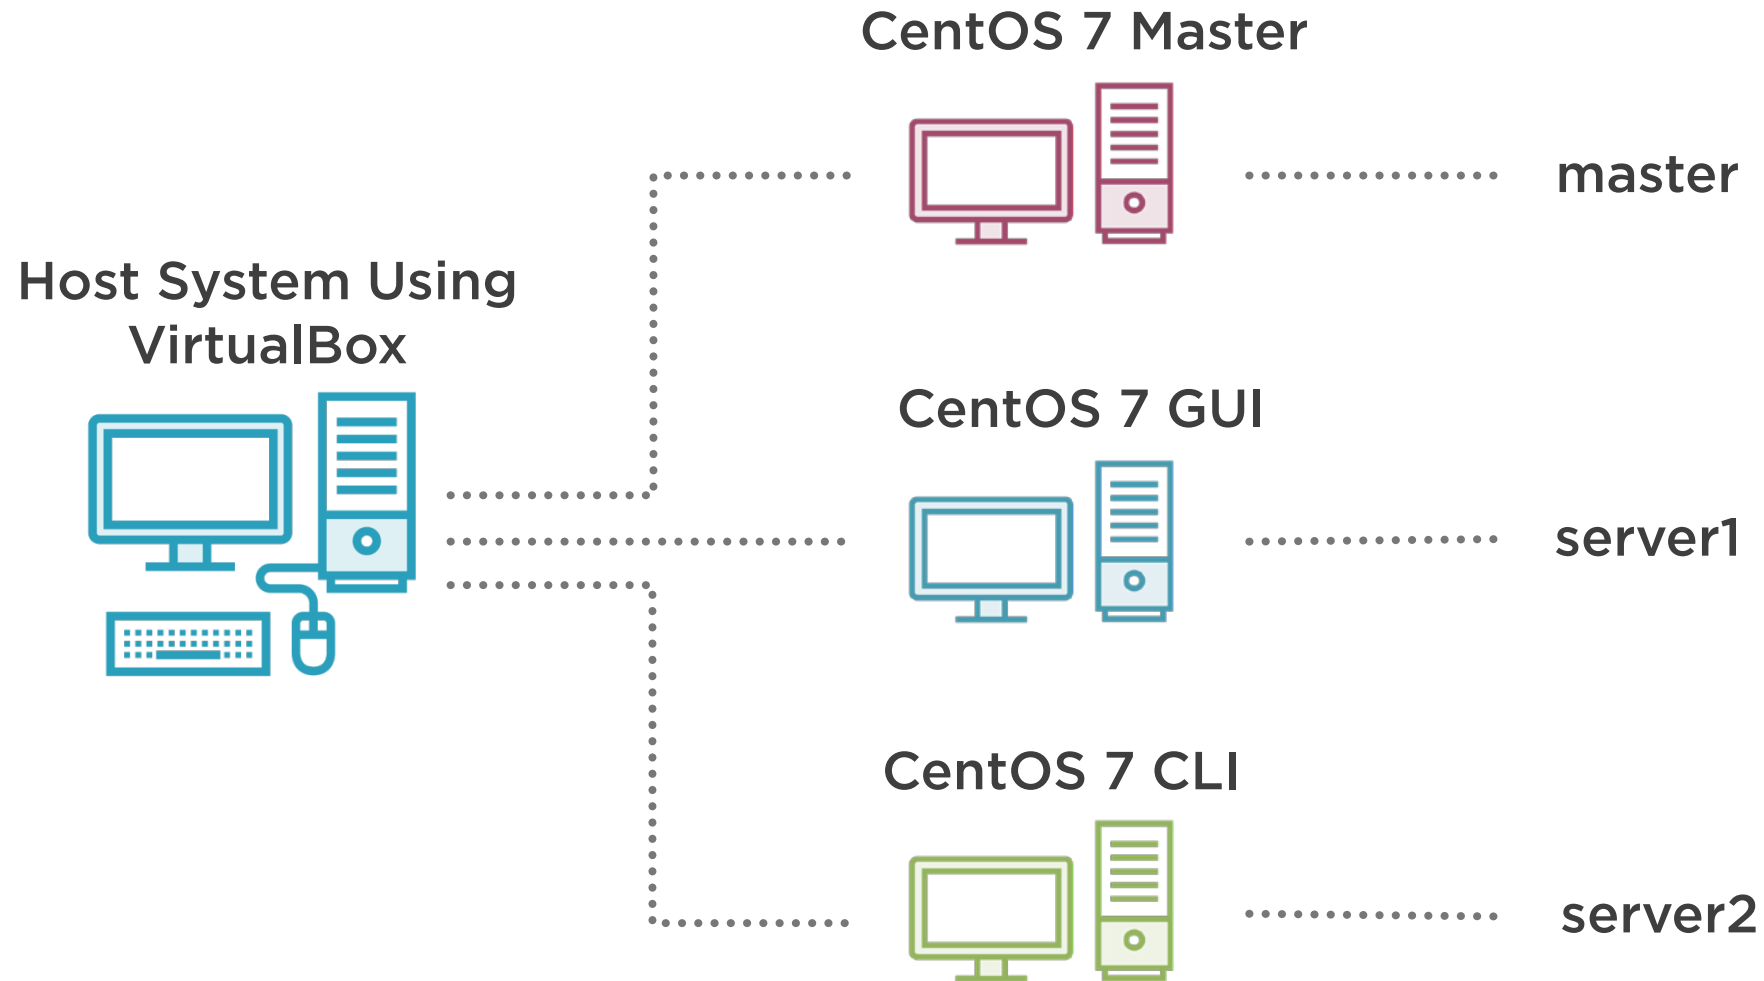 CentOS 7 Master
master
Host System Using
VirtualBox
CentOS 7 GUI
server1
CentOS 7 CLI
server2